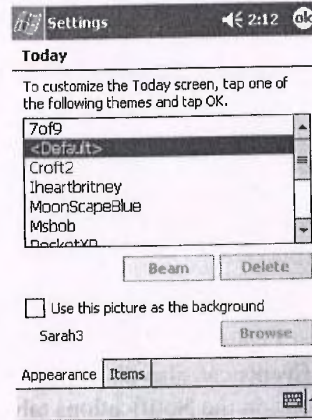 Settings 2:12 ok
Today
To customize the Today screen, tap one of
the following themes and tap OK.
7of9
<Default>
Croft2
Iheartbritney
MoonScapeBlue
Msbob
PocketXP
Beam Delete
Use this picture as the background
Sarah3 Browse
Appearance Items